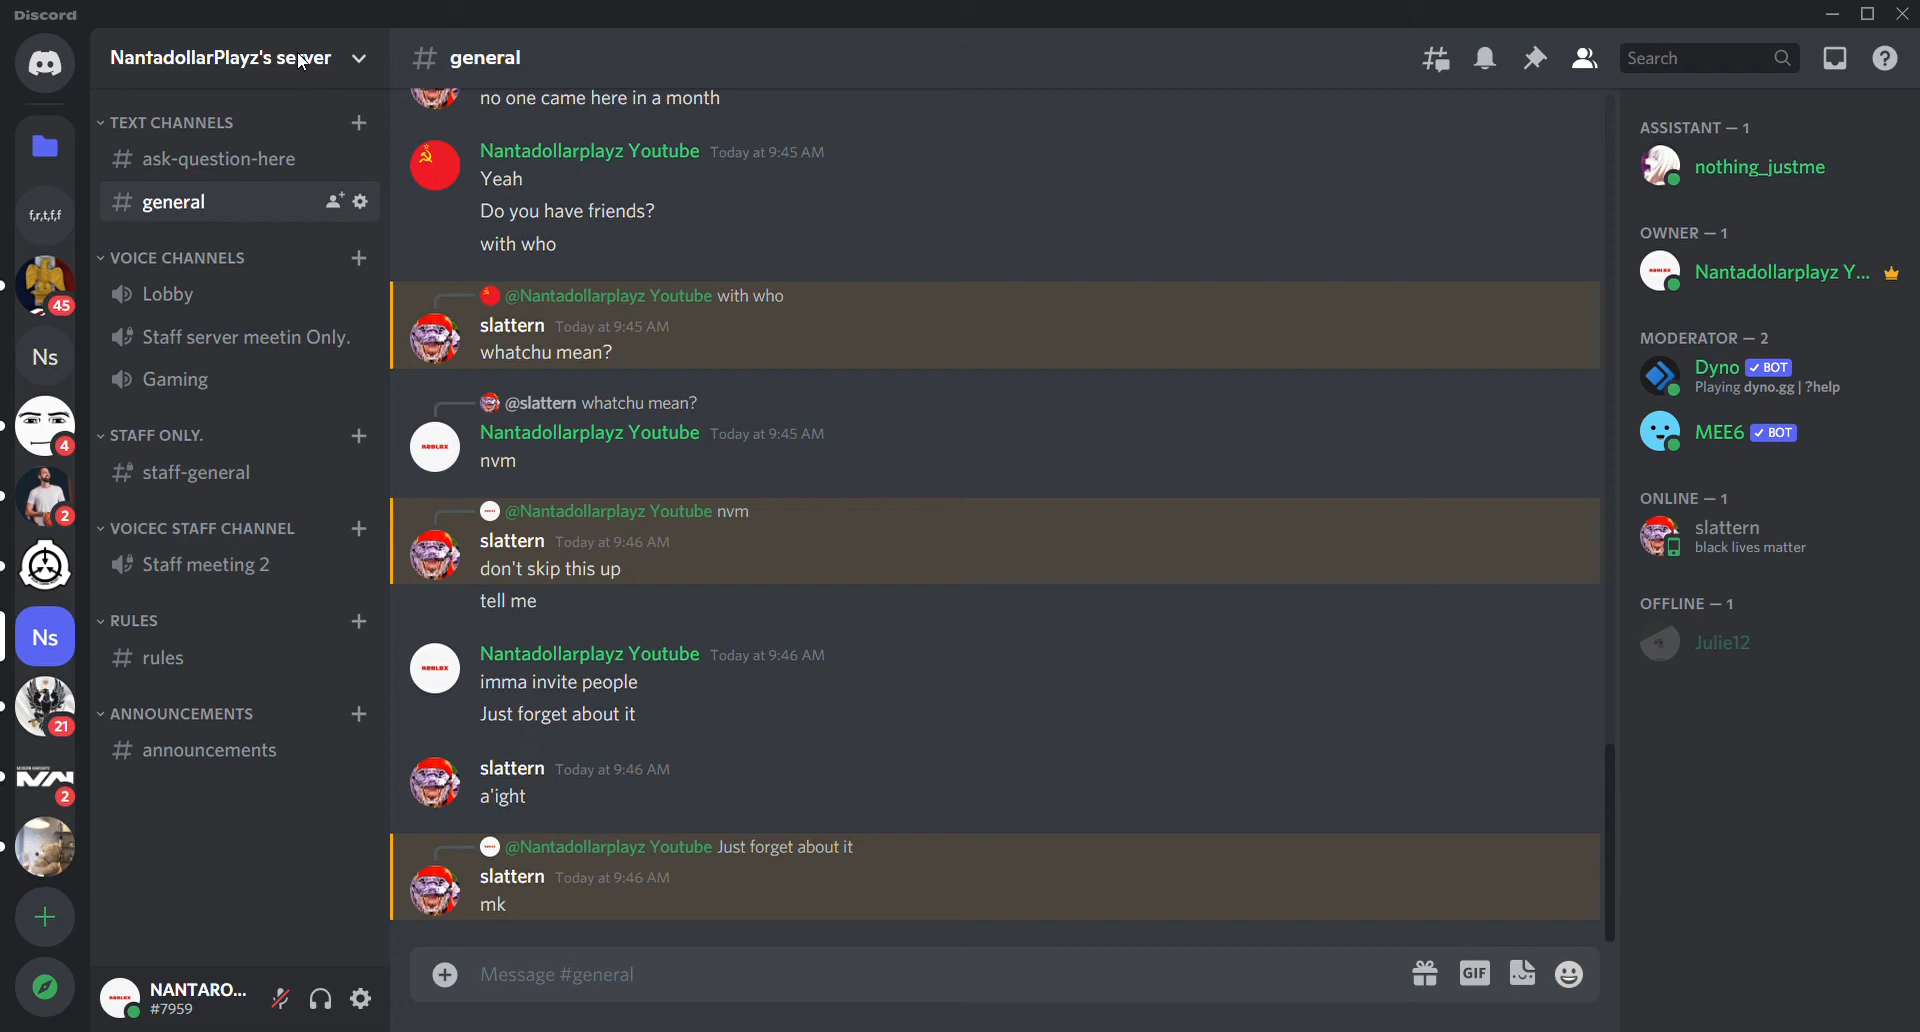 Discord
NantadollarPlayz's server
general
Search
TEXT CHANNELS
ask-question-here
general
VOICE CHANNELS
Lobby
Staff server meetin Only.
Gaming
STAFF ONLY.
staff-general
VOICEC STAFF CHANNEL
Staff meeting 2
RULES
rules
ANNOUNCEMENTS
announcements
f,r,t,f,f
45
Ns
4
2
Ns
21
2
NANTARO...
#7959
no one came here in a month
Nantadollarplayz Youtube Today at 9:45 AM
Yeah
Do you have friends?
with who
@Nantadollarplayz Youtube with who
slattern Today at 9:45 AM
whatchu mean?
@slattern whatchu mean?
Nantadollarplayz Youtube Today at 9:45 AM
ROBLOX
nvm
@Nantadollarplayz Youtube nvm
slattern Today at 9:46 AM
don't skip this up
tell me
Nantadollarplayz Youtube Today at 9:46 AM
ROBLOX
imma invite people
Just forget about it
slattern Today at 9:46 AM
a'ight
@Nantadollarplayz Youtube Just forget about it
slattern Today at 9:46 AM
mk
Message #general
GIF
ASSISTANT — 1
nothing_justme
OWNER — 1
Nantadollarplayz Y...
MODERATOR — 2
Dyno ✓ BOT
Playing dyno.gg | ?help
MEE6 ✓ BOT
ONLINE — 1
slattern
black lives matter
OFFLINE — 1
Julie12